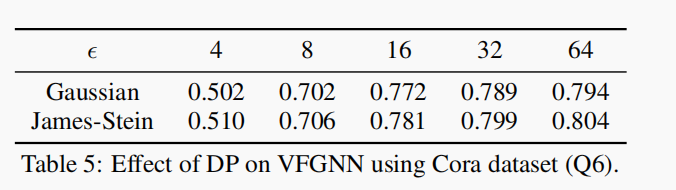 ϵ 4 8 16 32 64
Gaussian 0.502 0.702 0.772 0.789 0.794
James-Stein 0.510 0.706 0.781 0.799 0.804
Table 5: Effect of DP on VFGNN using Cora dataset (Q6).